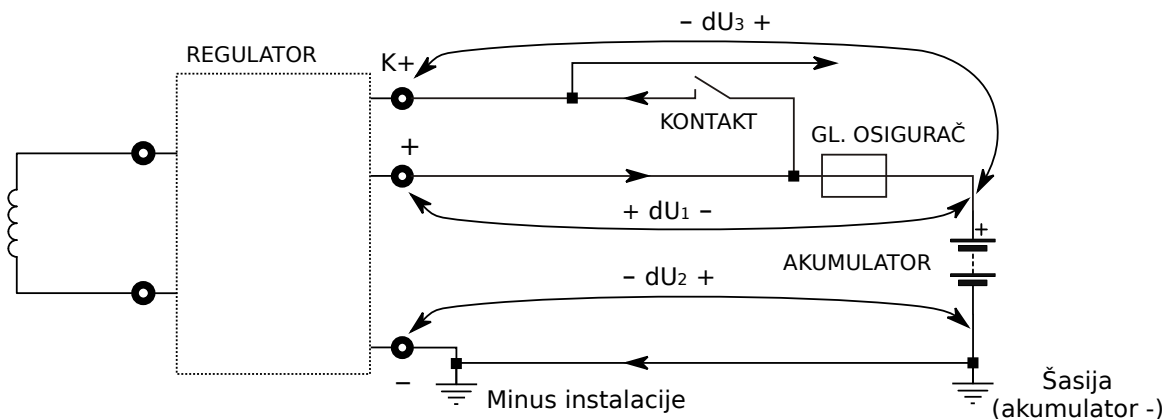 – dU3 +
REGULATOR
K+
KONTAKT
GL. OSIGURAČ
+
+ dU1 –
+
AKUMULATOR
– dU2 +
–
Minus instalacije
Šasija
(akumulator -)